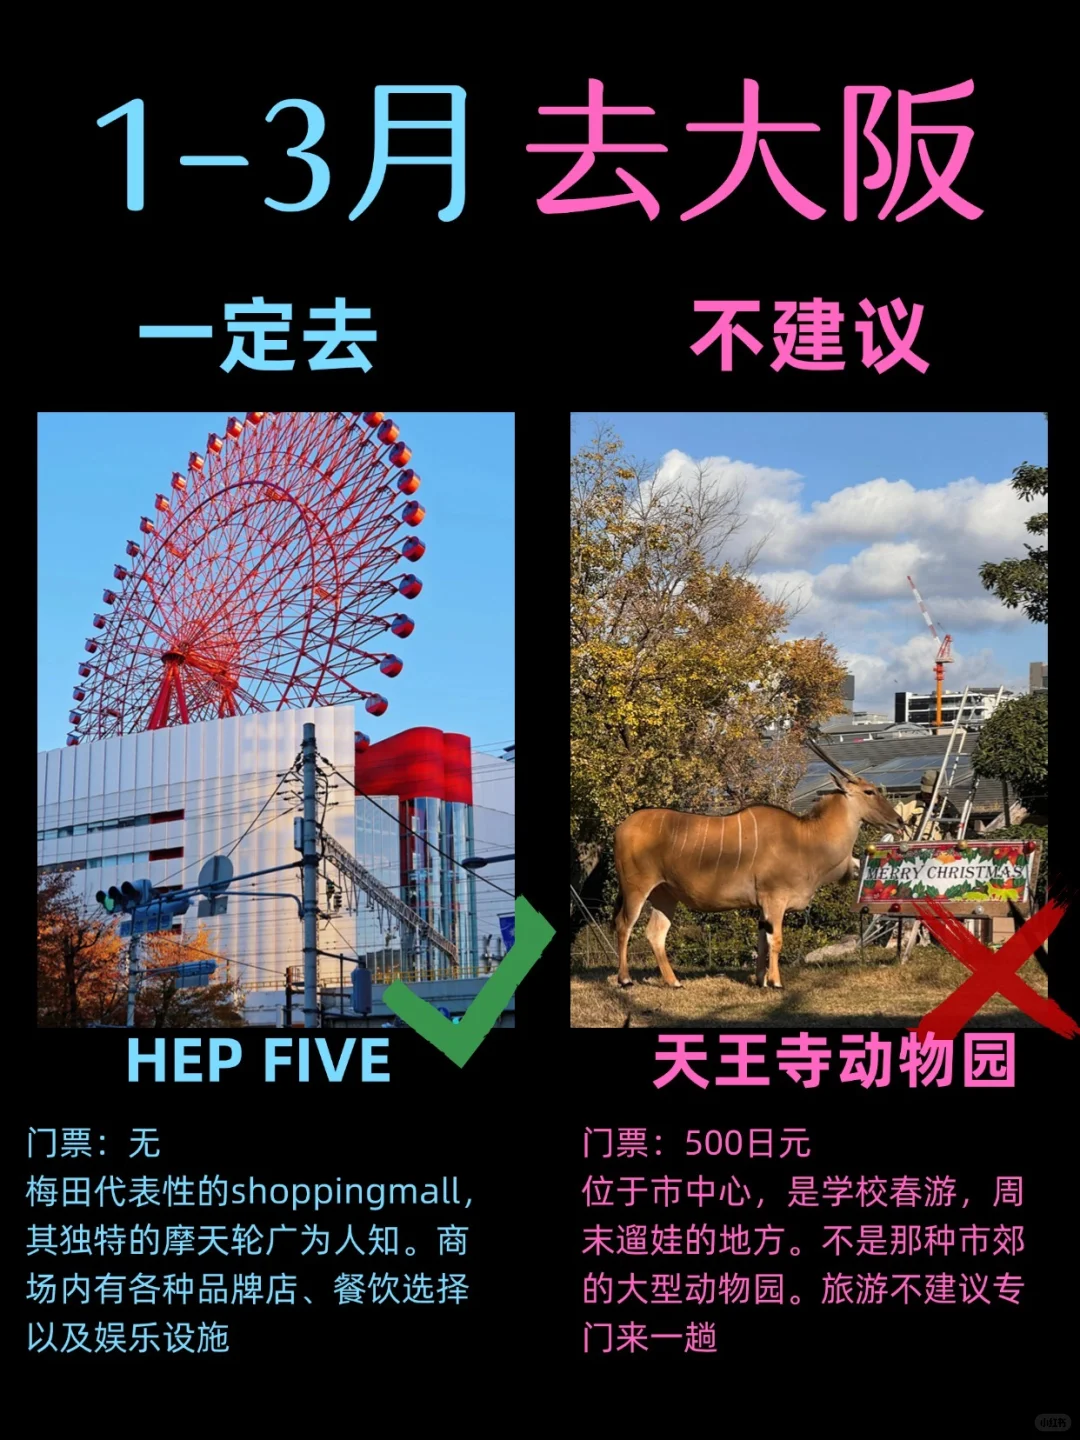 1-3月 去大阪
一定去
不建议
MERRY CHRISTMAS
HEP FIVE
天王寺动物园
门票：无
梅田代表性的shoppingmall，
其独特的摩天轮广为人知。商
场内有各种品牌店、餐饮选择
以及娱乐设施
门票：500日元
位于市中心，是学校春游，周
末遛娃的地方。不是那种市郊
的大型动物园。旅游不建议专
门来一趟
小红书